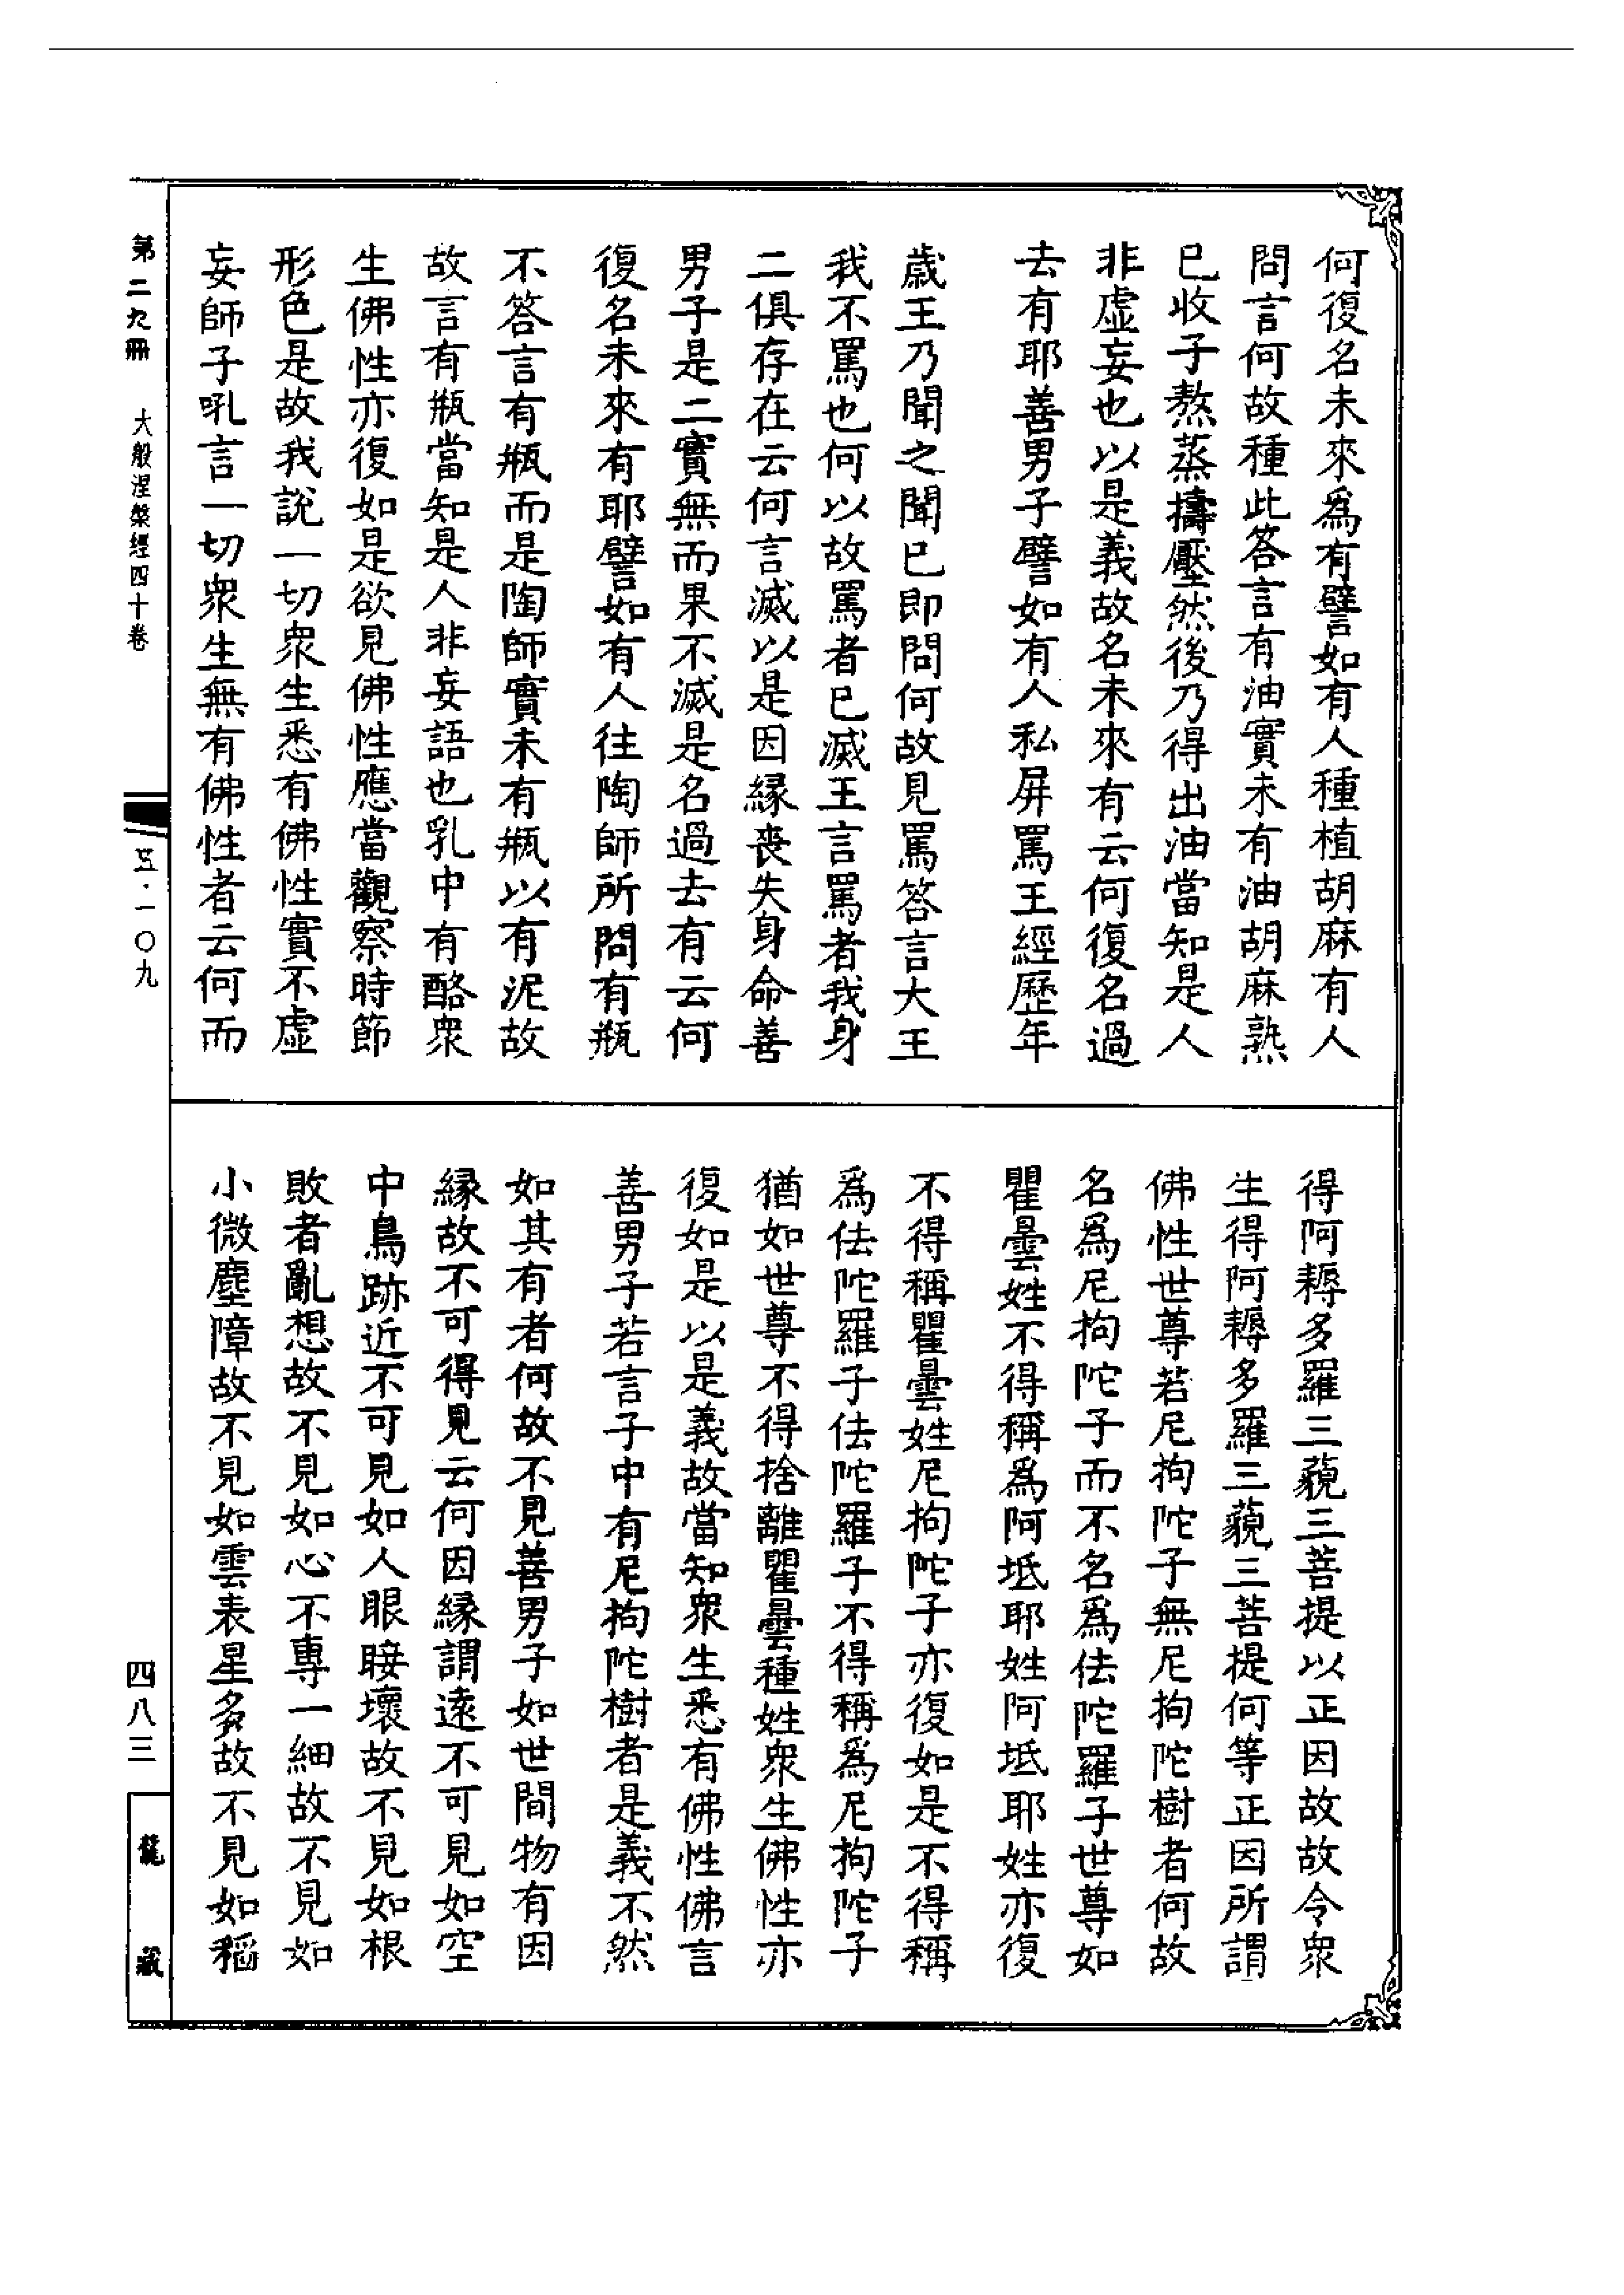 何復名未來爲有譬如有人種植胡麻有人
問言何故種此答言有油實未有油胡麻熟
已收子熬蒸擣壓然後乃得出油當知是人
非虛妄也以是義故名未來有云何復名過
去有耶善男子譬如有人私屏罵王經歷年
歲王乃聞之聞已即問何故見罵答言大王
我不罵也何以故罵者已滅王言罵者我身
二俱存在云何言滅以是因緣喪失身命善
男子是二實無而果不滅是名過去有云何
復名未來有耶譬如有人往陶師所問有瓶
不答言有瓶而是陶師實未有瓶以有泥故
故言有瓶當知是人非妄語也乳中有酪衆
生佛性亦復如是欲見佛性應當觀察時節
形色是故我說一切衆生悉有佛性實不虛
妄師子吼言一切衆生無有佛性者云何而
得阿耨多羅三藐三菩提以正因故故令衆
生得阿耨多羅三藐三菩提何等正因所謂
佛性世尊若尼拘陀子無尼拘陀樹者何故
名爲尼拘陀子而不名爲佉陀羅子世尊如
瞿曇姓不得稱爲阿坻耶姓阿坻耶姓亦復
不得稱瞿曇姓尼拘陀子亦復如是不得稱
爲佉陀羅子佉陀羅子不得稱爲尼拘陀子
猶如世尊不得捨離瞿曇種姓衆生佛性亦
復如是以是義故當知衆生悉有佛性佛言
善男子若言子中有尼拘陀樹者是義不然
如其有者何故不見善男子如世間物有因
緣故不可得見云何因緣謂遠不可見如空
中鳥跡近不可見如人眼睫壞故不見如根
敗者亂想故不見如心不專一細故不見如
小微塵障故不見如雲表星多故不見如稻
第二九冊 大般涅槃經四十卷
五·一〇九
四八三
龍藏